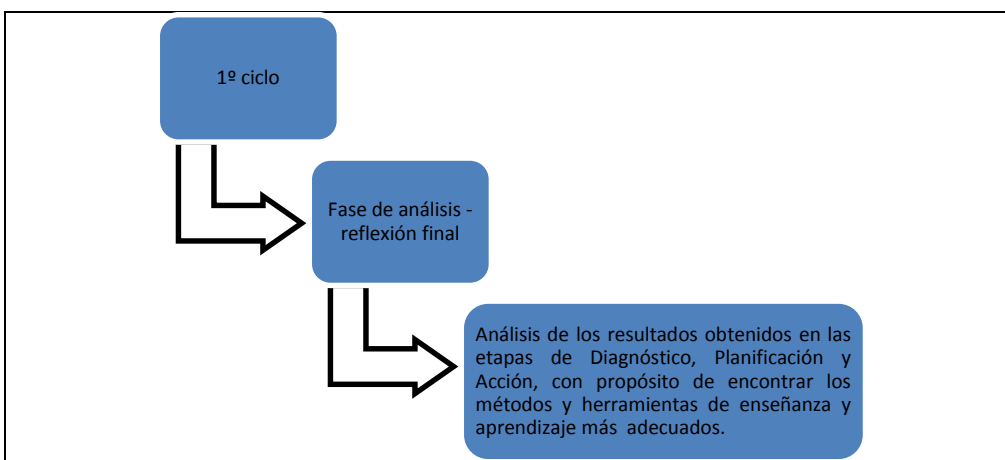 1º ciclo
Fase de análisis -
reflexión final
Análisis de los resultados obtenidos en las
etapas de Diagnóstico, Planificación y
Acción, con propósito de encontrar los
métodos y herramientas de enseñanza y
aprendizaje más adecuados.